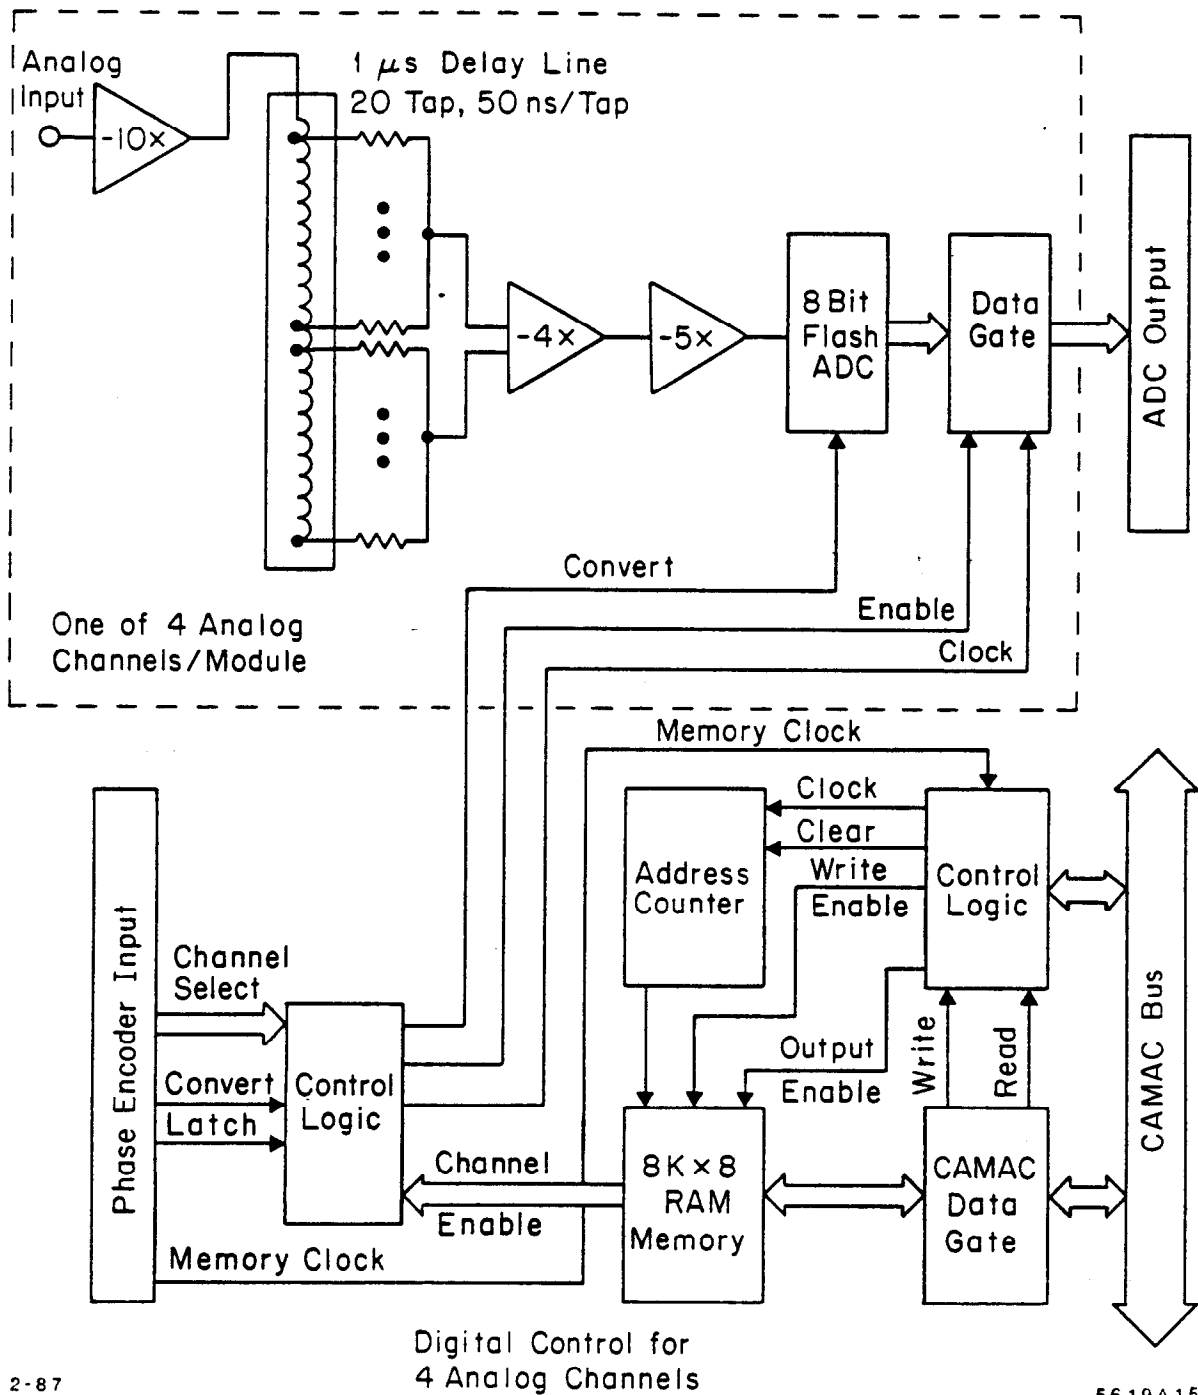 Analog
Input
-10x
1 μs Delay Line
20 Tap, 50 ns/Tap
-4x
-5x
8 Bit
Flash
ADC
Data
Gate
ADC Output
Convert
Enable
Clock
One of 4 Analog
Channels/Module
Memory Clock
Clock
Clear
Write
Enable
Address
Counter
Control
Logic
Phase Encoder Input
Channel
Select
Convert
Latch
Control
Logic
Output
Enable
Write
Read
CAMAC Bus
Channel
Enable
8K x 8
RAM
Memory
CAMAC
Data
Gate
Memory Clock
Digital Control for
4 Analog Channels
2-87
5619A15